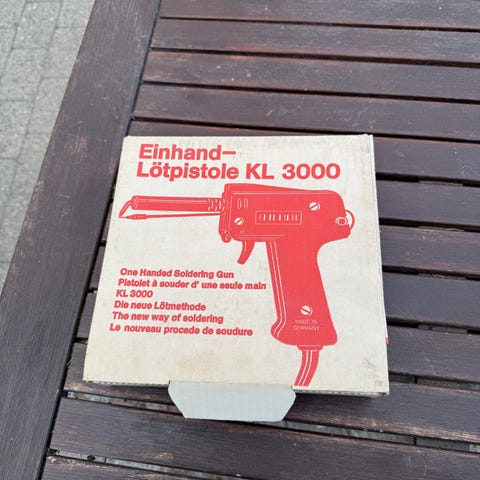 Einhand–
Lötpistole KL 3000
One Handed Soldering Gun
Pistolet à souder d' une seule main
KL 3000
Die neue Lötmethode
The new way of soldering
Le nouveau procede de soudure
MADE IN
GERMANY